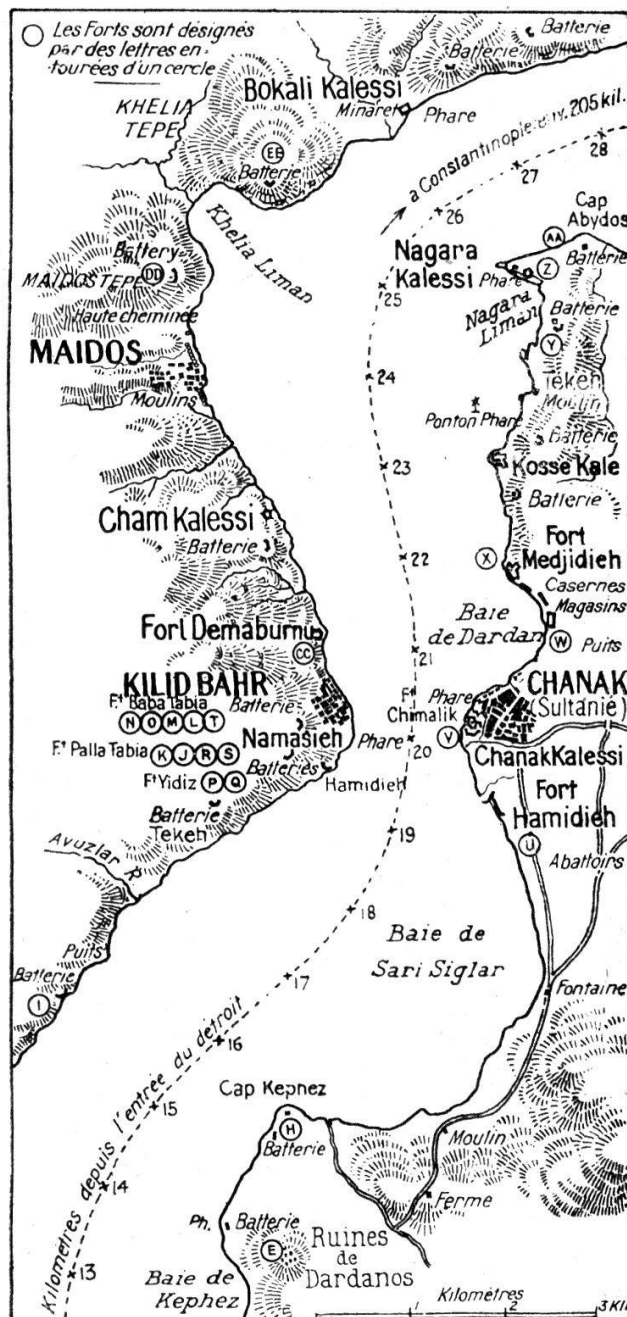 Les Forts sont désignés
par des lettres en-
tourées d'un cercle
Batterie
Batterie
Bokali Kalessi
KHELIA
TEPE
Minaret
Phare
a Constantinople env. 205 kil.
EE
Batterie
28
27
26
Cap
Abydos
AA
Khelia Liman
Nagara
Kalessi
Batterie
Battery
DD
MAIDOS TEPE
Phare
Z
25
Nagara
Liman
Haute cheminée
Batterie
Y
MAIDOS
24
Moulins
Moulin
Ponton Phare
Batterie
23
Kosse Kale
Cham Kalessi
Batterie
Batterie
22
Fort
Medjidieh
X
Casernes
Magasins
Fort Demaburnu
Baie
de Dardan
CC
21
W
Puits
KILID BAHR
Ft Baba Tabia
Batterie
N O M L T
Ft
Chimalik
Phare
CHANAK
(Sultanié)
Ft Palla Tabia
Namasieh
Phare
20
V
K J R S
Batteries
Chanak Kalessi
Ft Yidiz
P Q
Hamidieh
Fort
Hamidieh
Batterie
Tekeh
19
U
Abattoirs
Avuzlar R.
18
Baie de
Sari Siglar
Puits
17
Batterie
I
Fontaine
16
Kilomètres depuis l'entrée du détroit
15
Cap Kephez
H
Batterie
Moulin
14
Ferme
Ph.
Batterie
E
Ruines
de
Dardanos
13
Baie de
Kephez
Kilomètres
1
2
3 Kil